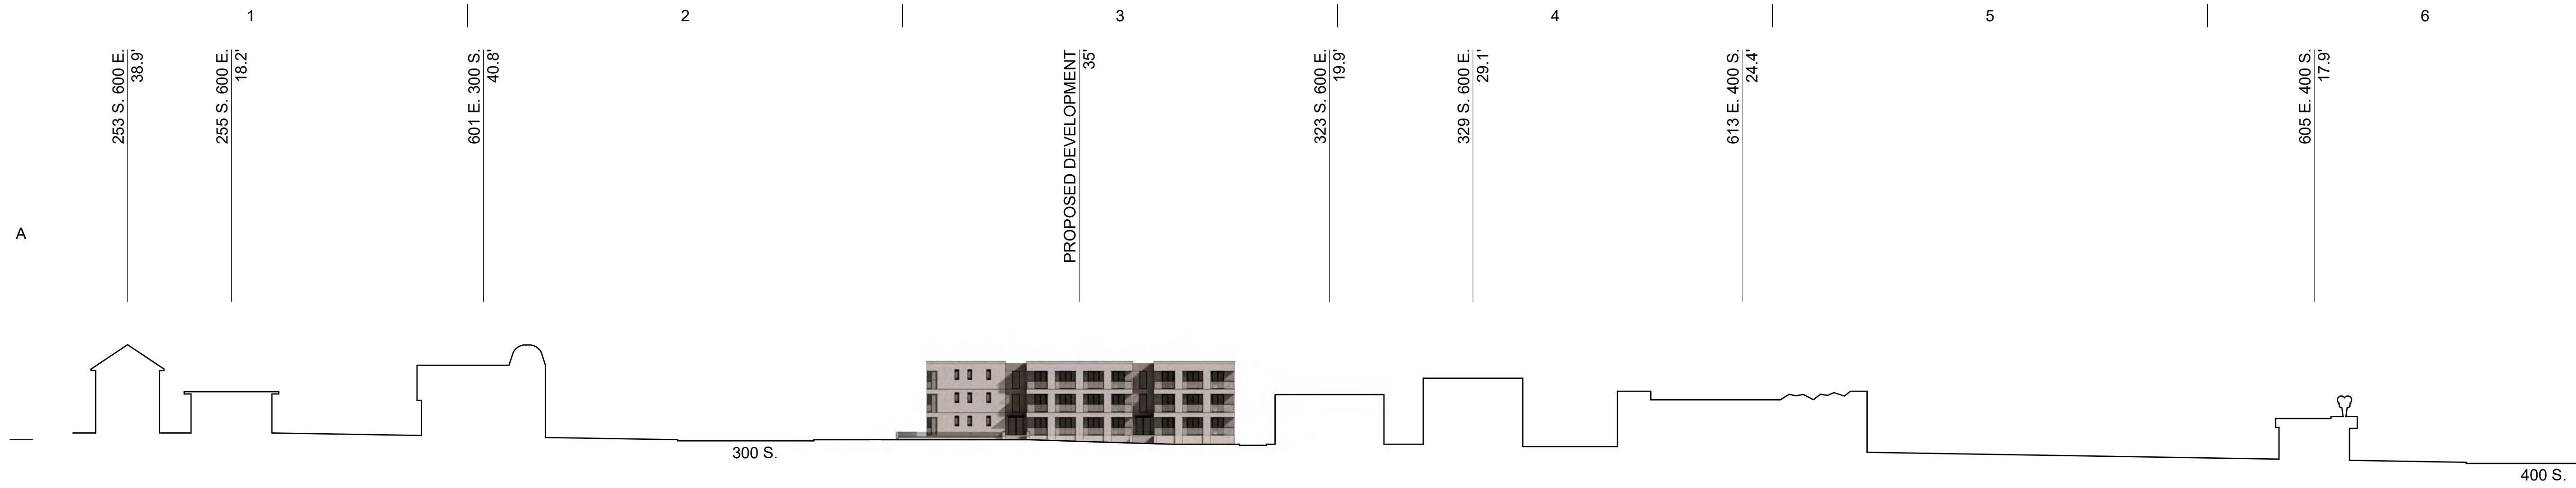 1
2
3
4
5
6
253 S. 600 E.
38.9'
255 S. 600 E.
18.2'
601 E. 300 S.
40.8'
PROPOSED DEVELOPMENT
35'
323 S. 600 E.
19.9'
329 S. 600 E.
29.1'
613 E. 400 S.
24.4'
605 E. 400 S.
17.9'
A
300 S.
400 S.